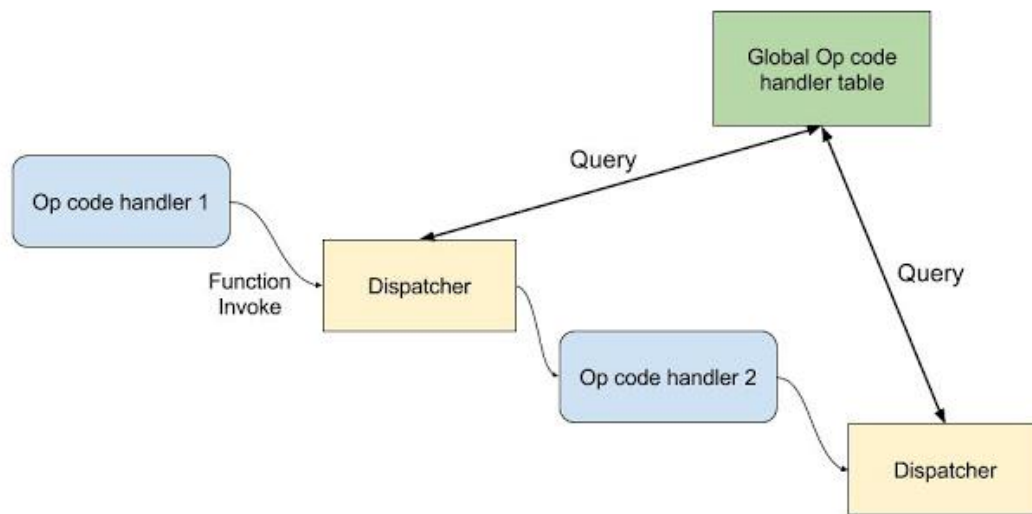 Global Op code
handler table
Query
Op code handler 1
Function
Invoke
Dispatcher
Query
Op code handler 2
Dispatcher